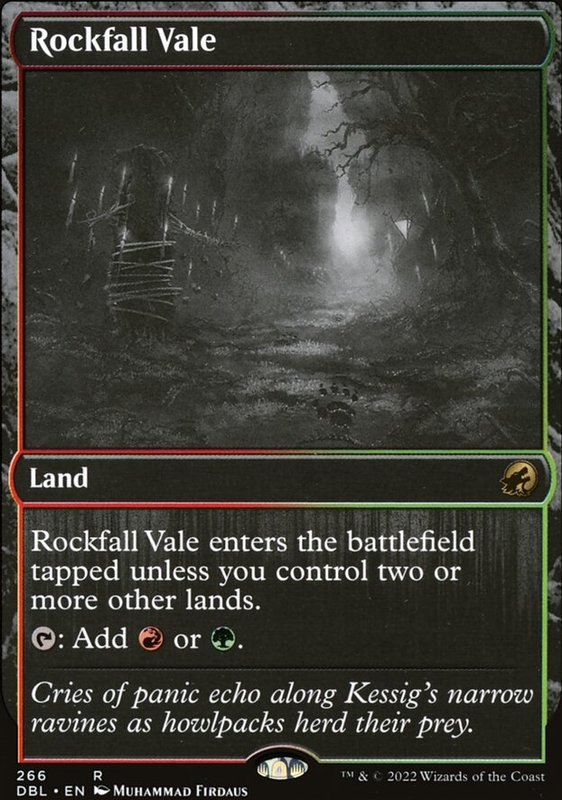 Rockfall Vale
Land
Rockfall Vale enters the battlefield
tapped unless you control two or
more other lands.
: Add or .
Cries of panic echo along Kessig's narrow
ravines as howlpacks herd their prey.
266 R
DBL • EN Muhammad Firdaus
™ & © 2022 Wizards of the Coast